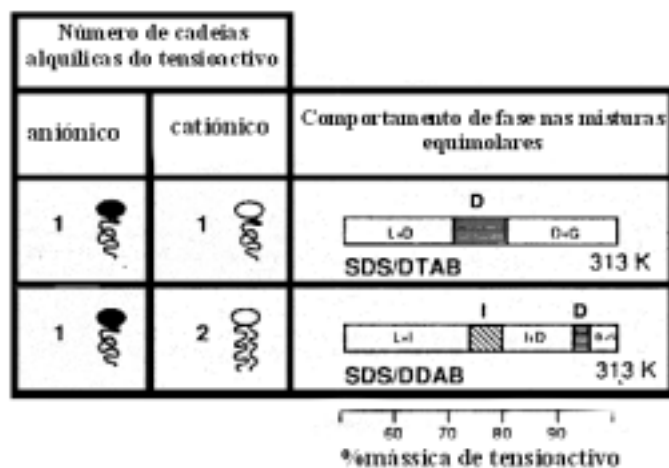 Número de cadeias
alquílicas do tensioactivo
aniónico
catiónico
Comportamento de fase nas misturas
equimolares
1
1
D
L+D
D+G
SDS/DTAB
313 K
1
2
I
D
L+I
I+D
SDS/DDAB
313 K
60 70 80 90
%mássica de tensioactivo